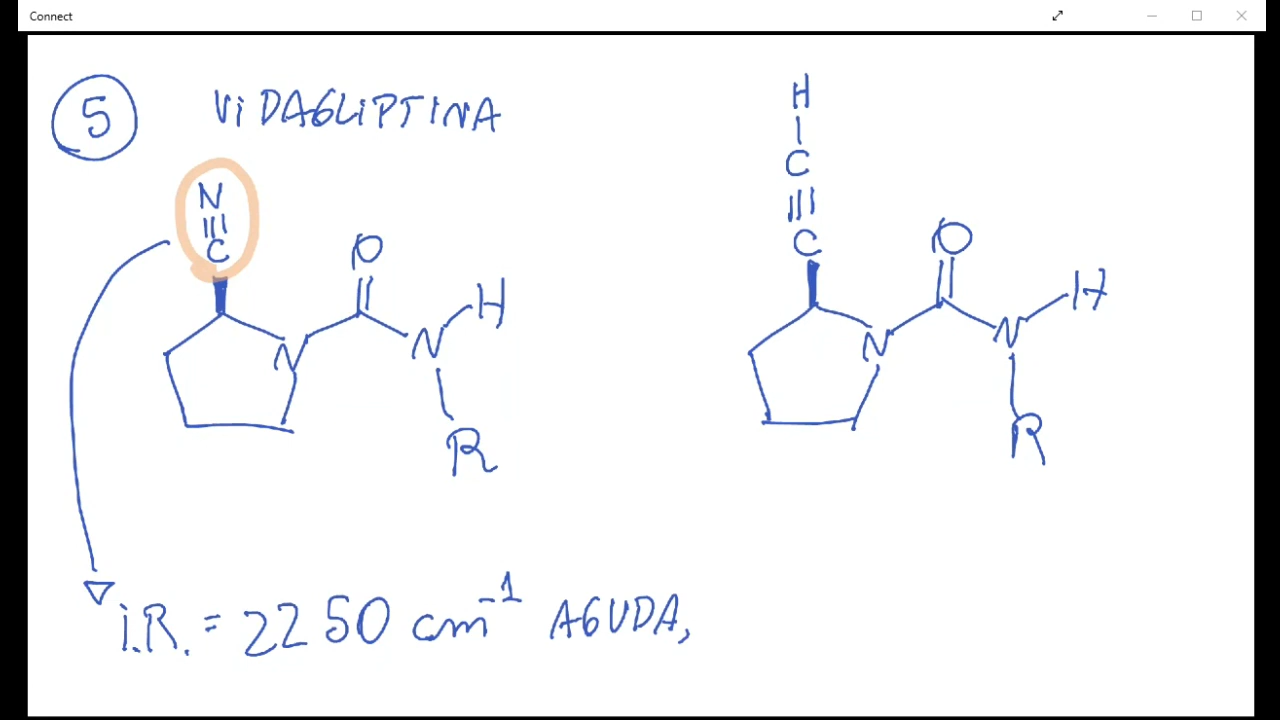 Connect
5 ViDAGLiPTINA
H
C
N
C
C
O
O
H
H
N
N
N
N
R
R
i.R. = 2250 cm⁻¹ AGUDA,